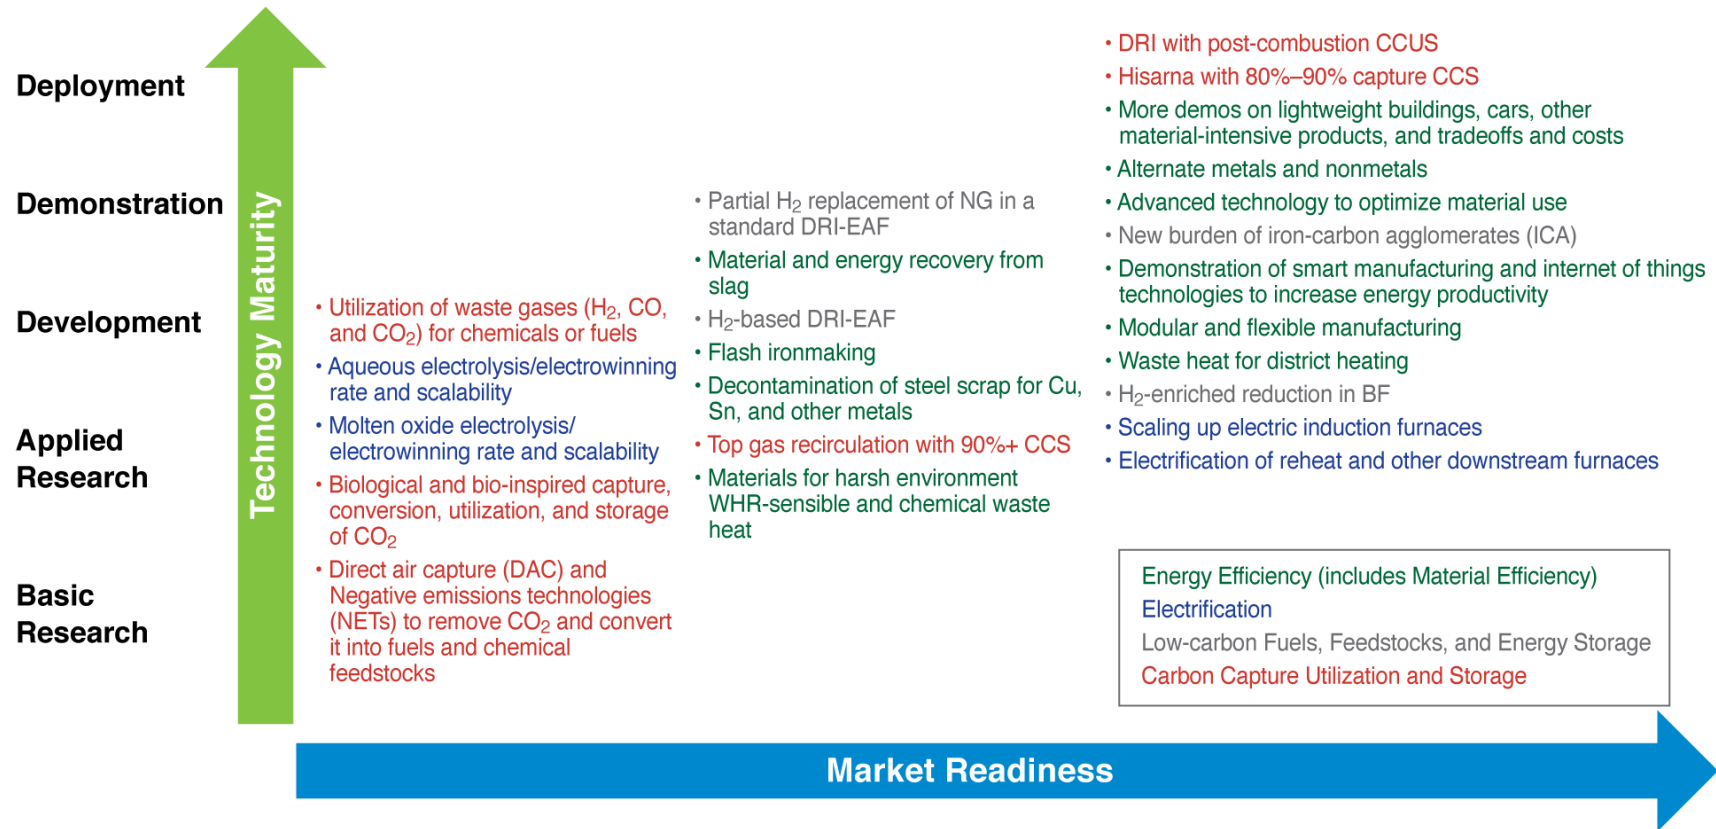 Deployment
Demonstration
Development
Applied
Research
Basic
Research
Technology Maturity
• Utilization of waste gases (H₂, CO,
and CO₂) for chemicals or fuels
• Aqueous electrolysis/electrowinning
rate and scalability
• Molten oxide electrolysis/
electrowinning rate and scalability
• Biological and bio-inspired capture,
conversion, utilization, and storage
of CO₂
• Direct air capture (DAC) and
Negative emissions technologies
(NETs) to remove CO₂ and convert
it into fuels and chemical
feedstocks
• Partial H₂ replacement of NG in a
standard DRI-EAF
• Material and energy recovery from
slag
• H₂-based DRI-EAF
• Flash ironmaking
• Decontamination of steel scrap for Cu,
Sn, and other metals
• Top gas recirculation with 90%+ CCS
• Materials for harsh environment
WHR-sensible and chemical waste
heat
• DRI with post-combustion CCUS
• Hisarna with 80%–90% capture CCS
• More demos on lightweight buildings, cars, other
material-intensive products, and tradeoffs and costs
• Alternate metals and nonmetals
• Advanced technology to optimize material use
• New burden of iron-carbon agglomerates (ICA)
• Demonstration of smart manufacturing and internet of things
technologies to increase energy productivity
• Modular and flexible manufacturing
• Waste heat for district heating
• H₂-enriched reduction in BF
• Scaling up electric induction furnaces
• Electrification of reheat and other downstream furnaces
Energy Efficiency (includes Material Efficiency)
Electrification
Low-carbon Fuels, Feedstocks, and Energy Storage
Carbon Capture Utilization and Storage
Market Readiness